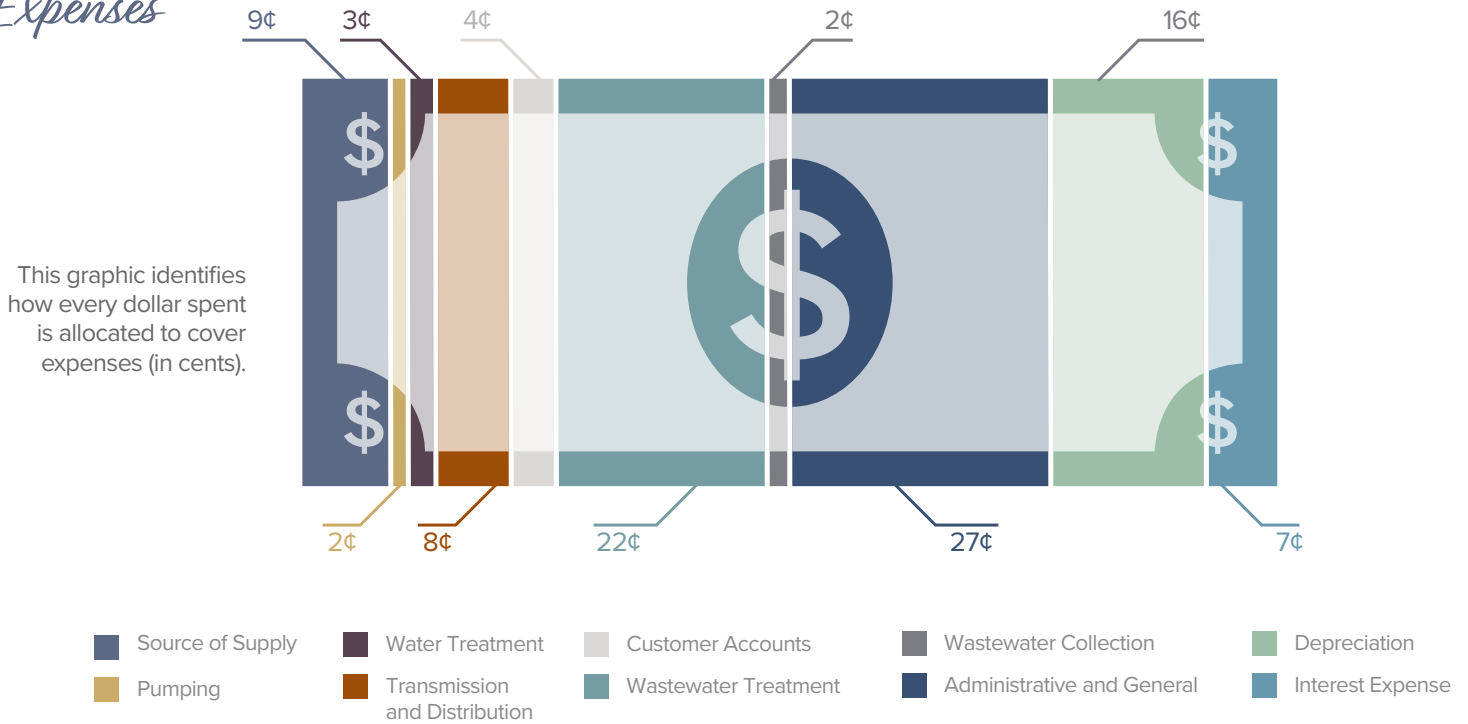 Expenses
9¢
3¢
4¢
2¢
16¢
$
$
$
This graphic identifies
how every dollar spent
is allocated to cover
expenses (in cents).
$
$
2¢
8¢
22¢
27¢
7¢
Source of Supply
Water Treatment
Customer Accounts
Wastewater Collection
Depreciation
Pumping
Transmission
and Distribution
Wastewater Treatment
Administrative and General
Interest Expense